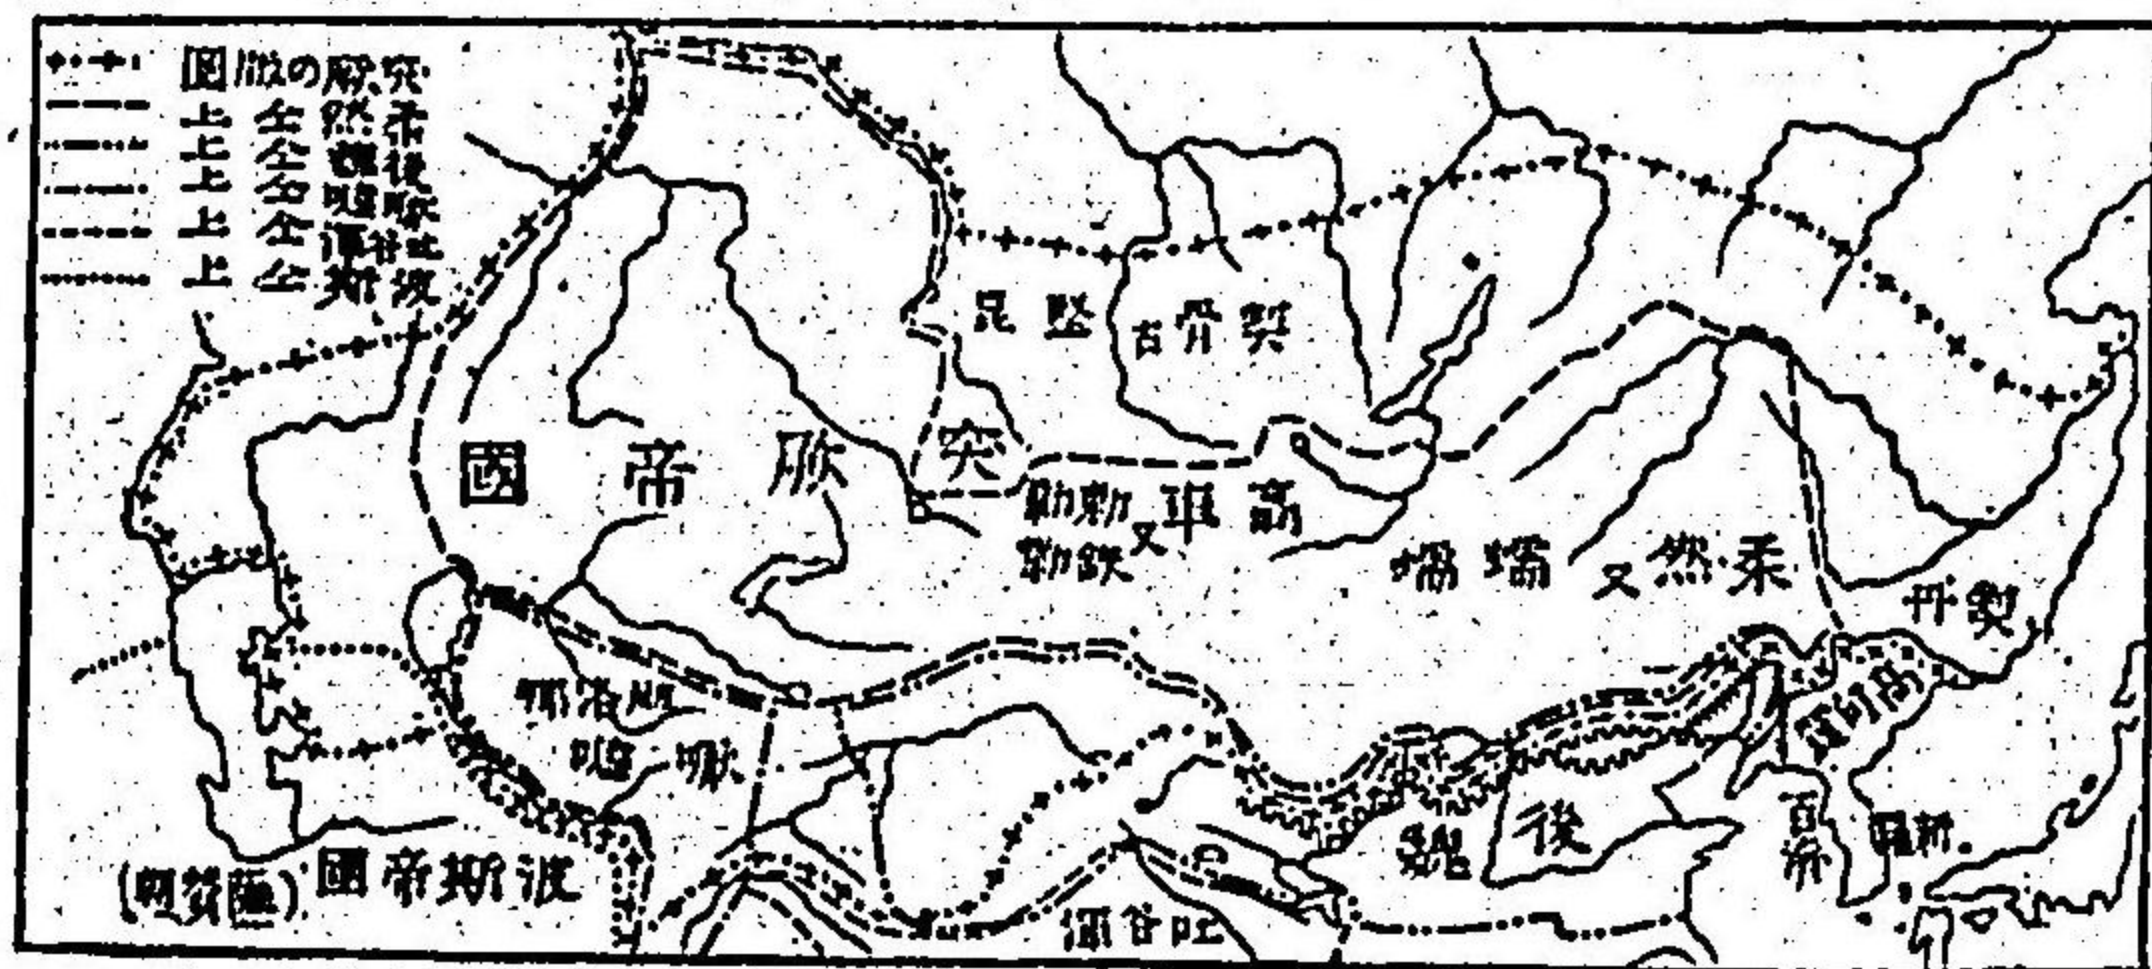 突厥の版圖
柔然 仝上
後魏 仝上
嚈噠 仝上
吐谷渾 仝上
波斯 仝上
堅昆
契骨
突厥帝國
高車又勅勒
鉄勒
柔然又蠕蠕
契丹
嚈噠
高句麗
百濟
新羅
後魏
波斯帝國
(薩賛朝)
吐谷渾